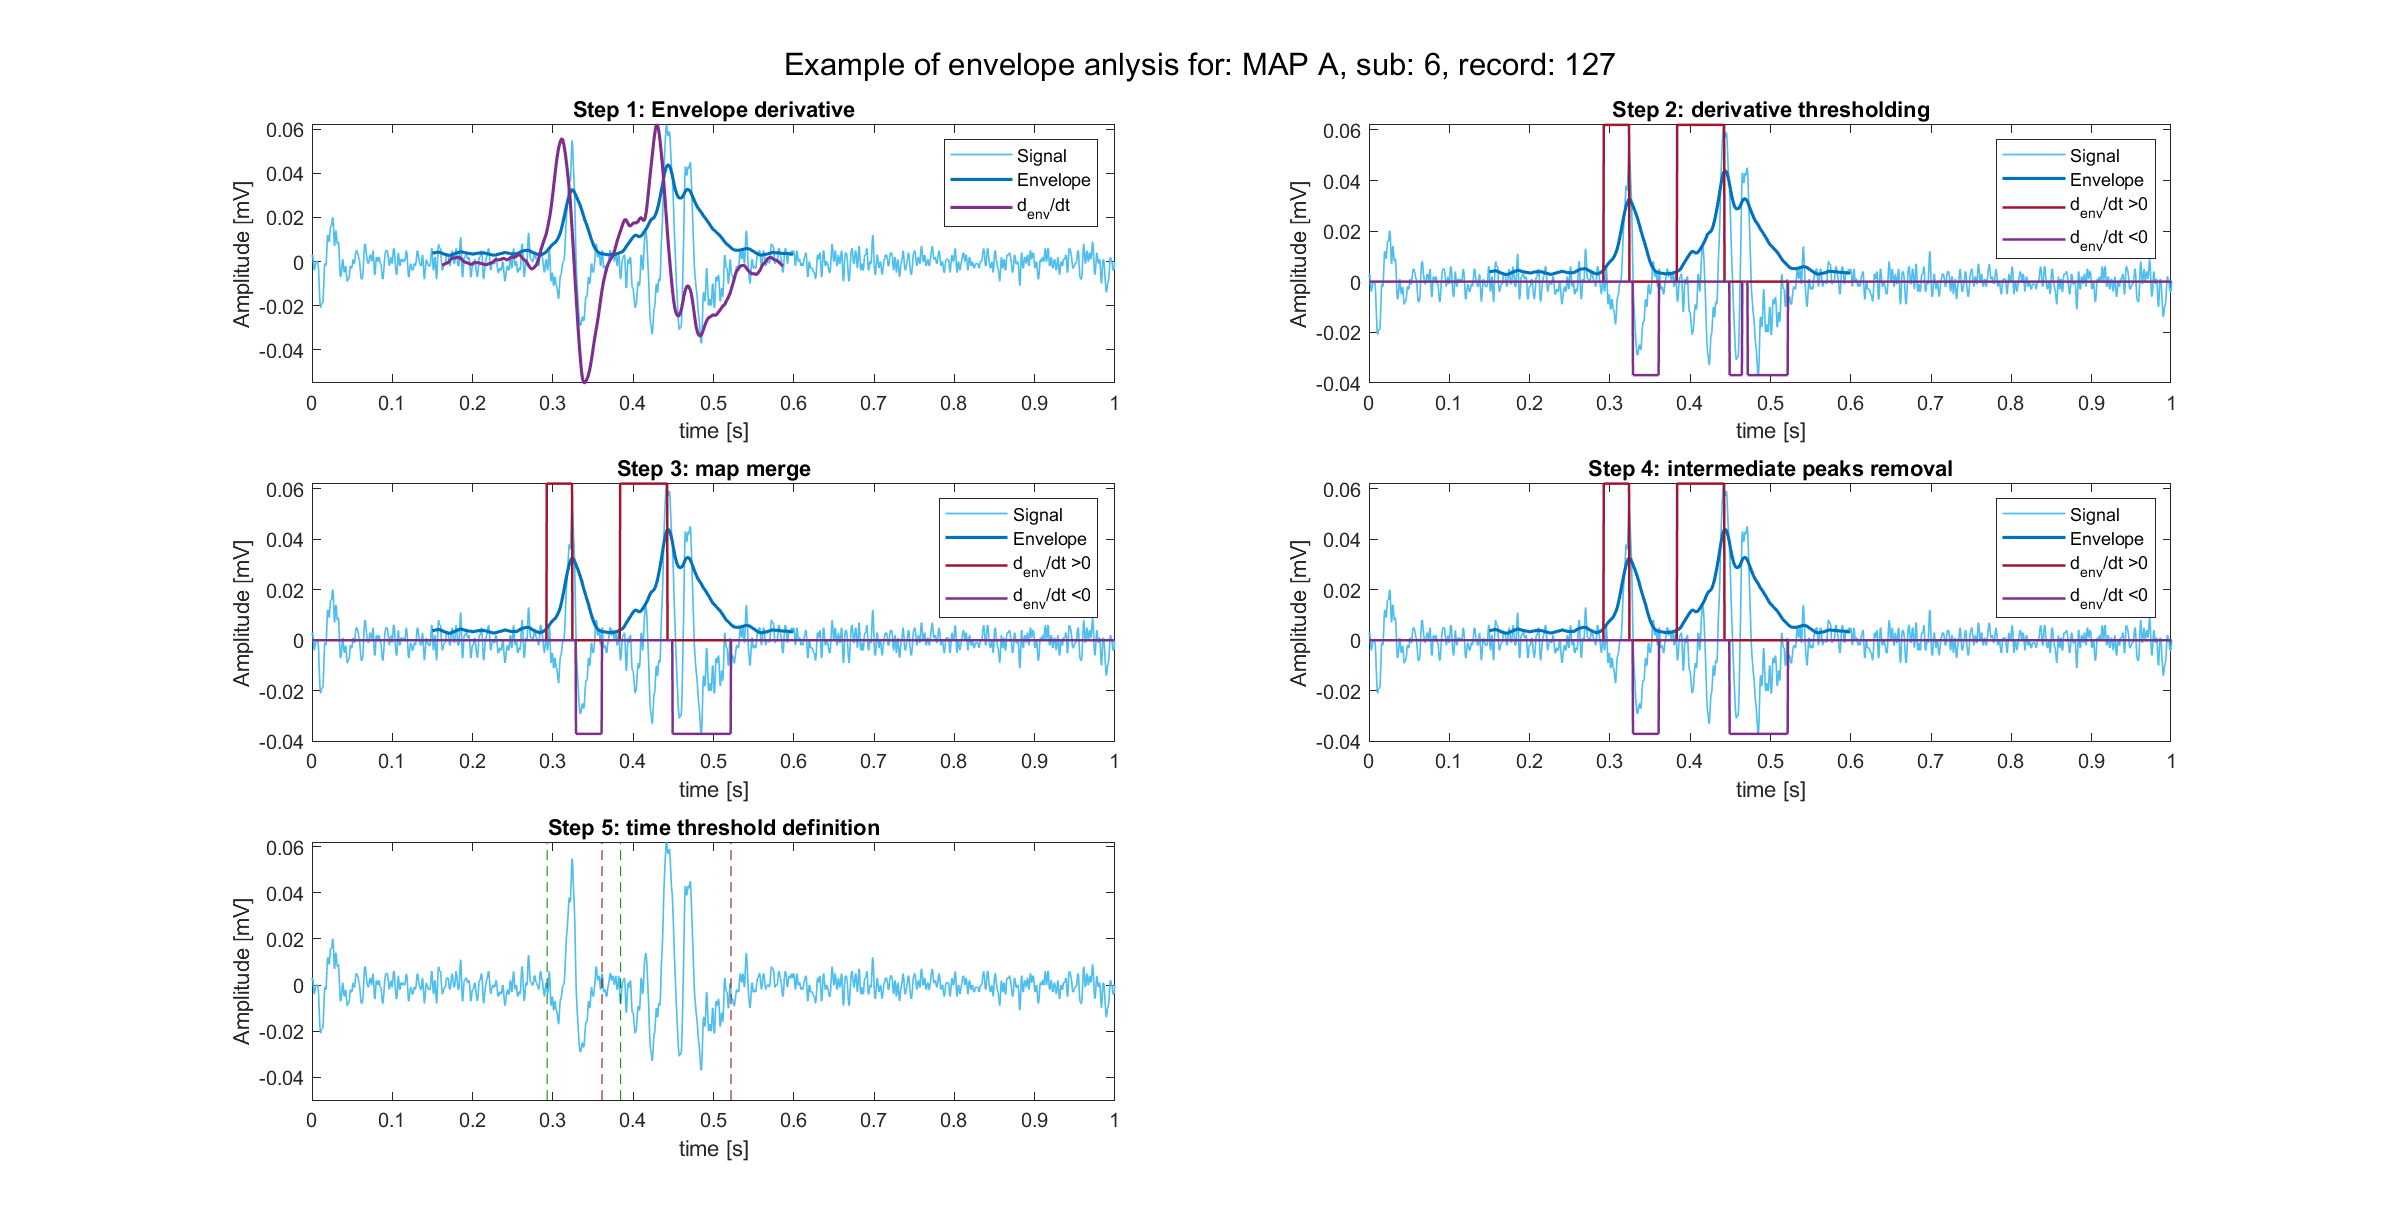 Example of envelope anlysis for: MAP A, sub: 6, record: 127
Step 1: Envelope derivative
0.06
0.04
0.02
0
-0.02
-0.04
Amplitude [mV]
0 0.1 0.2 0.3 0.4 0.5 0.6 0.7 0.8 0.9 1
time [s]
Signal
Envelope
d_env/dt
Step 2: derivative thresholding
0.06
0.04
0.02
0
-0.02
-0.04
Amplitude [mV]
0 0.1 0.2 0.3 0.4 0.5 0.6 0.7 0.8 0.9 1
time [s]
Signal
Envelope
d_env/dt >0
d_env/dt <0
Step 3: map merge
0.06
0.04
0.02
0
-0.02
-0.04
Amplitude [mV]
0 0.1 0.2 0.3 0.4 0.5 0.6 0.7 0.8 0.9 1
time [s]
Signal
Envelope
d_env/dt >0
d_env/dt <0
Step 4: intermediate peaks removal
0.06
0.04
0.02
0
-0.02
-0.04
Amplitude [mV]
0 0.1 0.2 0.3 0.4 0.5 0.6 0.7 0.8 0.9 1
time [s]
Signal
Envelope
d_env/dt >0
d_env/dt <0
Step 5: time threshold definition
0.06
0.04
0.02
0
-0.02
-0.04
Amplitude [mV]
0 0.1 0.2 0.3 0.4 0.5 0.6 0.7 0.8 0.9 1
time [s]